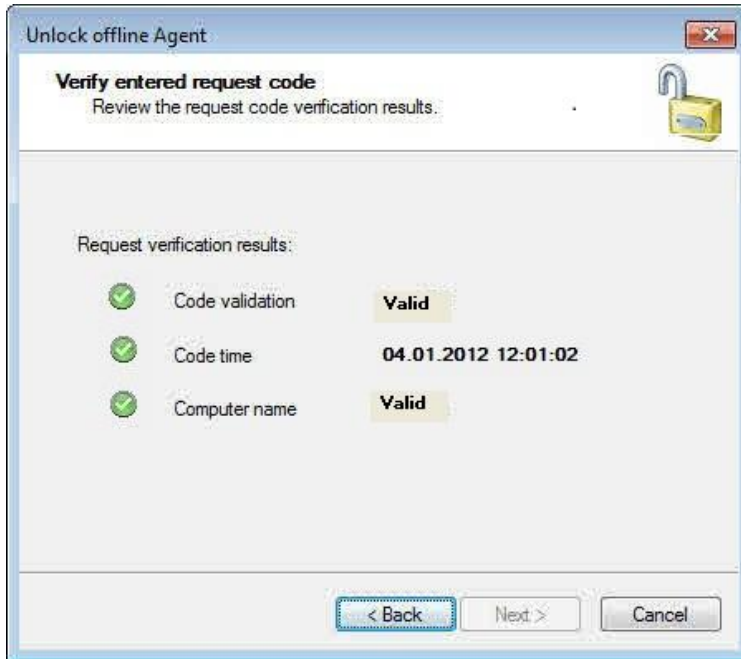 Unlock offline Agent
Verify entered request code
Review the request code verification results.
Request verification results:
Code validation Valid
Code time 04.01.2012 12:01:02
Computer name Valid
< Back Next > Cancel